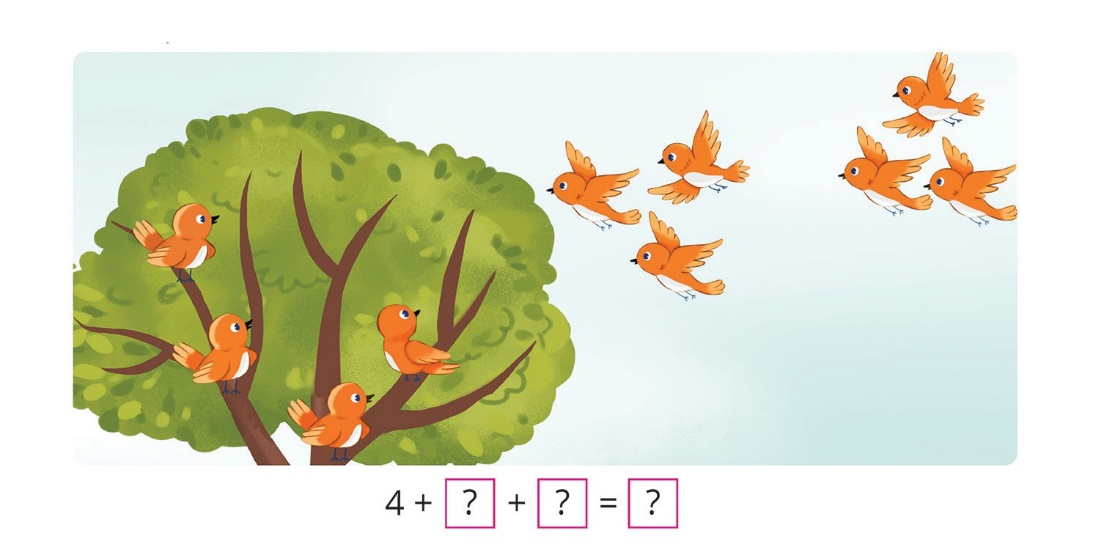 4 + ? + ? = ?